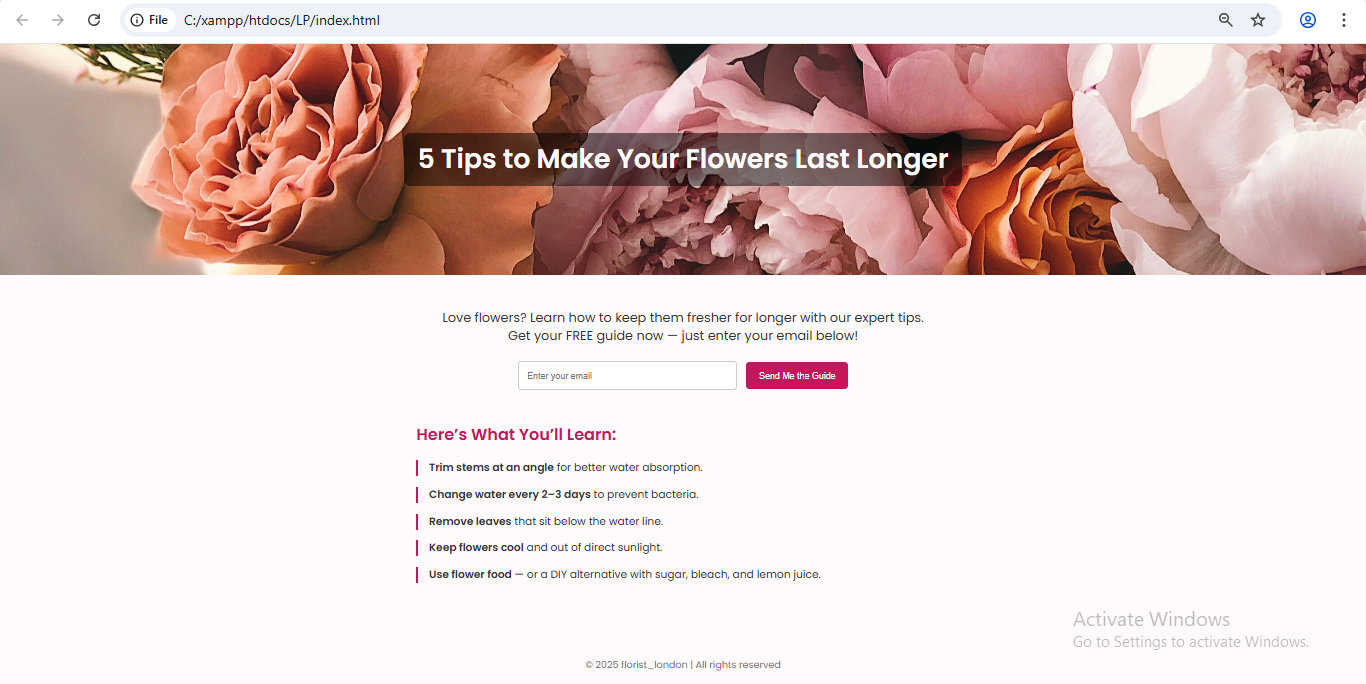 File C:/xampp/htdocs/LP/index.html
5 Tips to Make Your Flowers Last Longer
Love flowers? Learn how to keep them fresher for longer with our expert tips.
Get your FREE guide now — just enter your email below!
Enter your email Send Me the Guide
Here’s What You’ll Learn:
Trim stems at an angle for better water absorption.
Change water every 2–3 days to prevent bacteria.
Remove leaves that sit below the water line.
Keep flowers cool and out of direct sunlight.
Use flower food — or a DIY alternative with sugar, bleach, and lemon juice.
Activate Windows
Go to Settings to activate Windows.
© 2025 florist_london | All rights reserved